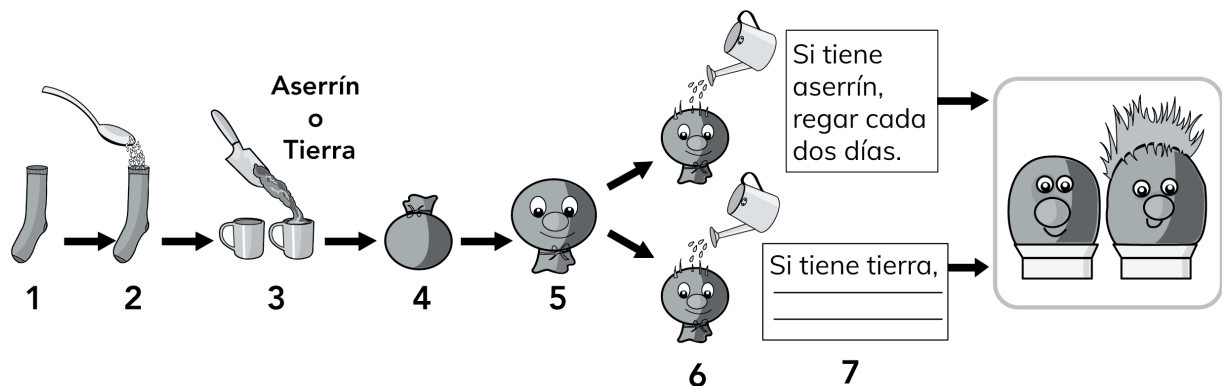 Aserrín
o
Tierra
Si tiene
aserrín,
regar cada
dos días.
Si tiene tierra,
1
2
3
4
5
6
7